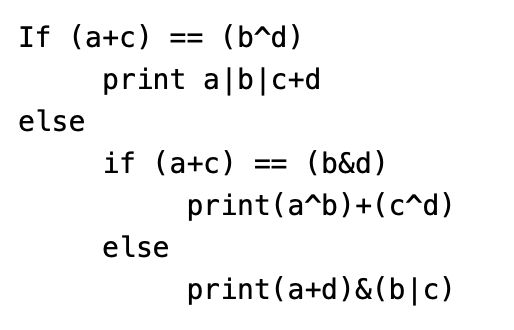 If (a+c) == (b^d)
print a|b|c+d
else
if (a+c) == (b&d)
print(a^b)+(c^d)
else
print(a+d)&(b|c)